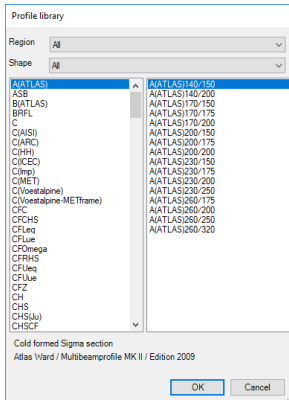 Profile library
Region All
Shape All
A(ATLAS)
ASB
B(ATLAS)
BRFL
C
C(AISI)
C(ARC)
C(HH)
C(ICEC)
C(Imp)
C(MET)
C(Voestalpine)
C(Voestalpine-METframe)
CFC
CFCHS
CFLeq
CFLue
CFOmega
CFRHS
CFUeq
CFUue
CFZ
CH
CHS
CHS(Ju)
CHSCF
A(ATLAS)140/150
A(ATLAS)140/200
A(ATLAS)170/150
A(ATLAS)170/175
A(ATLAS)170/200
A(ATLAS)200/150
A(ATLAS)200/175
A(ATLAS)200/200
A(ATLAS)230/150
A(ATLAS)230/175
A(ATLAS)230/200
A(ATLAS)230/250
A(ATLAS)260/175
A(ATLAS)260/200
A(ATLAS)260/250
A(ATLAS)260/320
Cold formed Sigma section
Atlas Ward / Multibeamprofile MK II / Edition 2009
OK Cancel